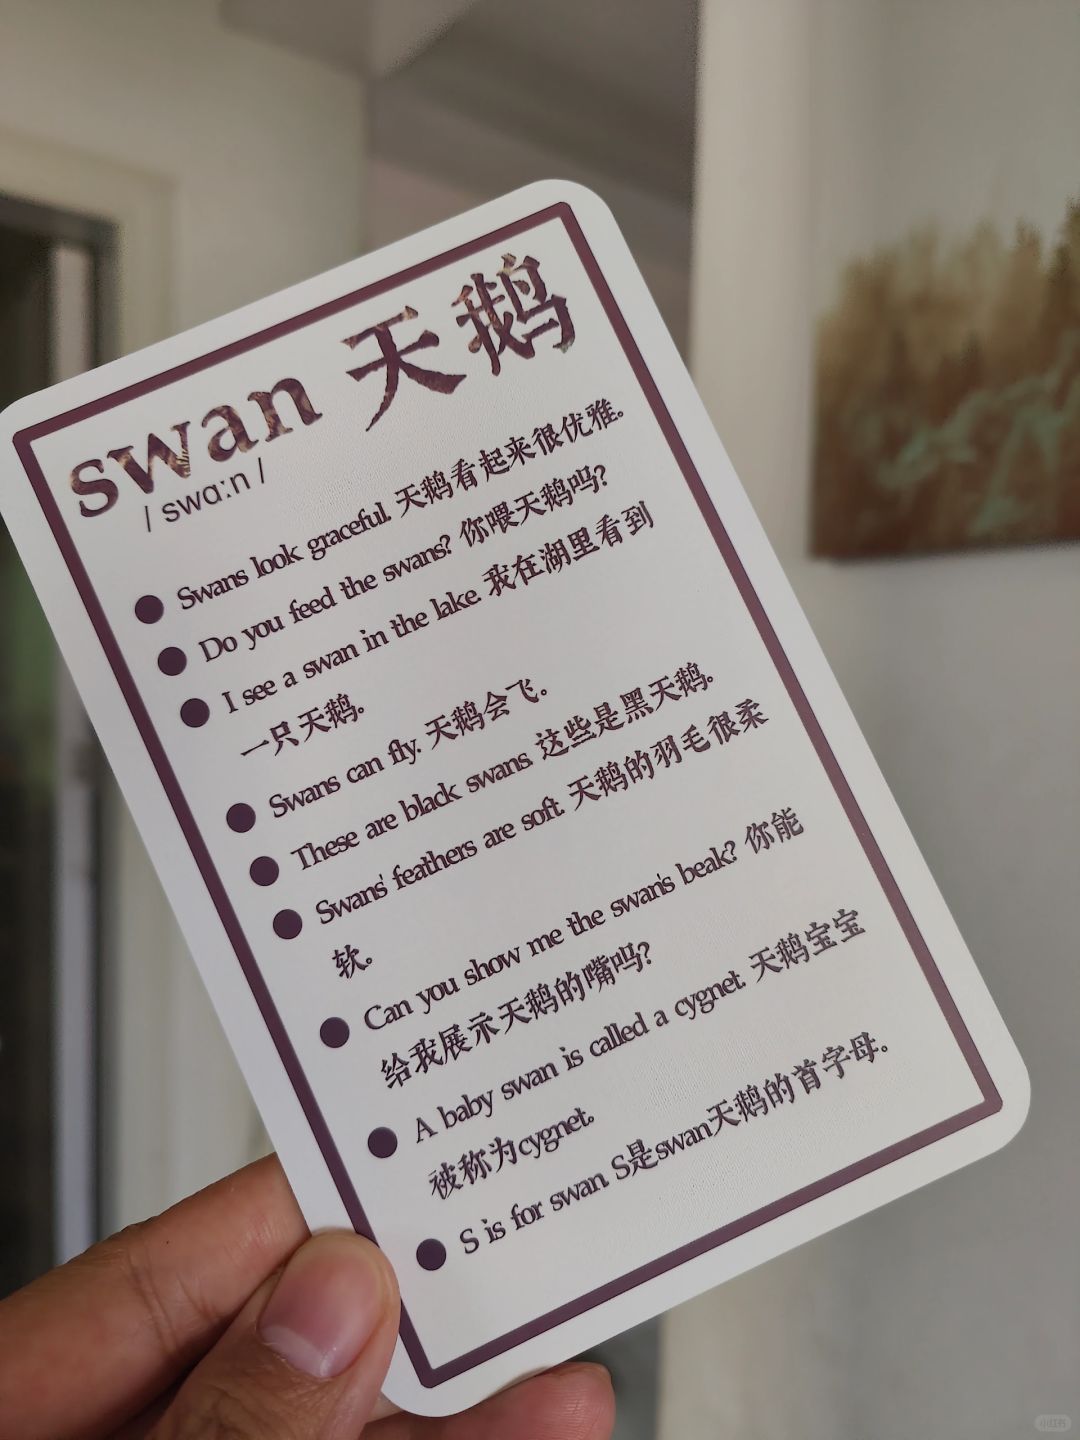 swan 天鹅
/ swɑːn /
● Swans look graceful. 天鹅看起来很优雅。
● Do you feed the swans? 你喂天鹅吗?
● I see a swan in the lake. 我在湖里看到
一只天鹅。
● Swans can fly. 天鹅会飞。
● These are black swans. 这些是黑天鹅。
● Swans' feathers are soft. 天鹅的羽毛很柔
软。
● Can you show me the swan's beak? 你能
给我展示天鹅的嘴吗?
● A baby swan is called a cygnet. 天鹅宝宝
被称为cygnet.
● S is for swan. S是swan天鹅的首字母。
小红书